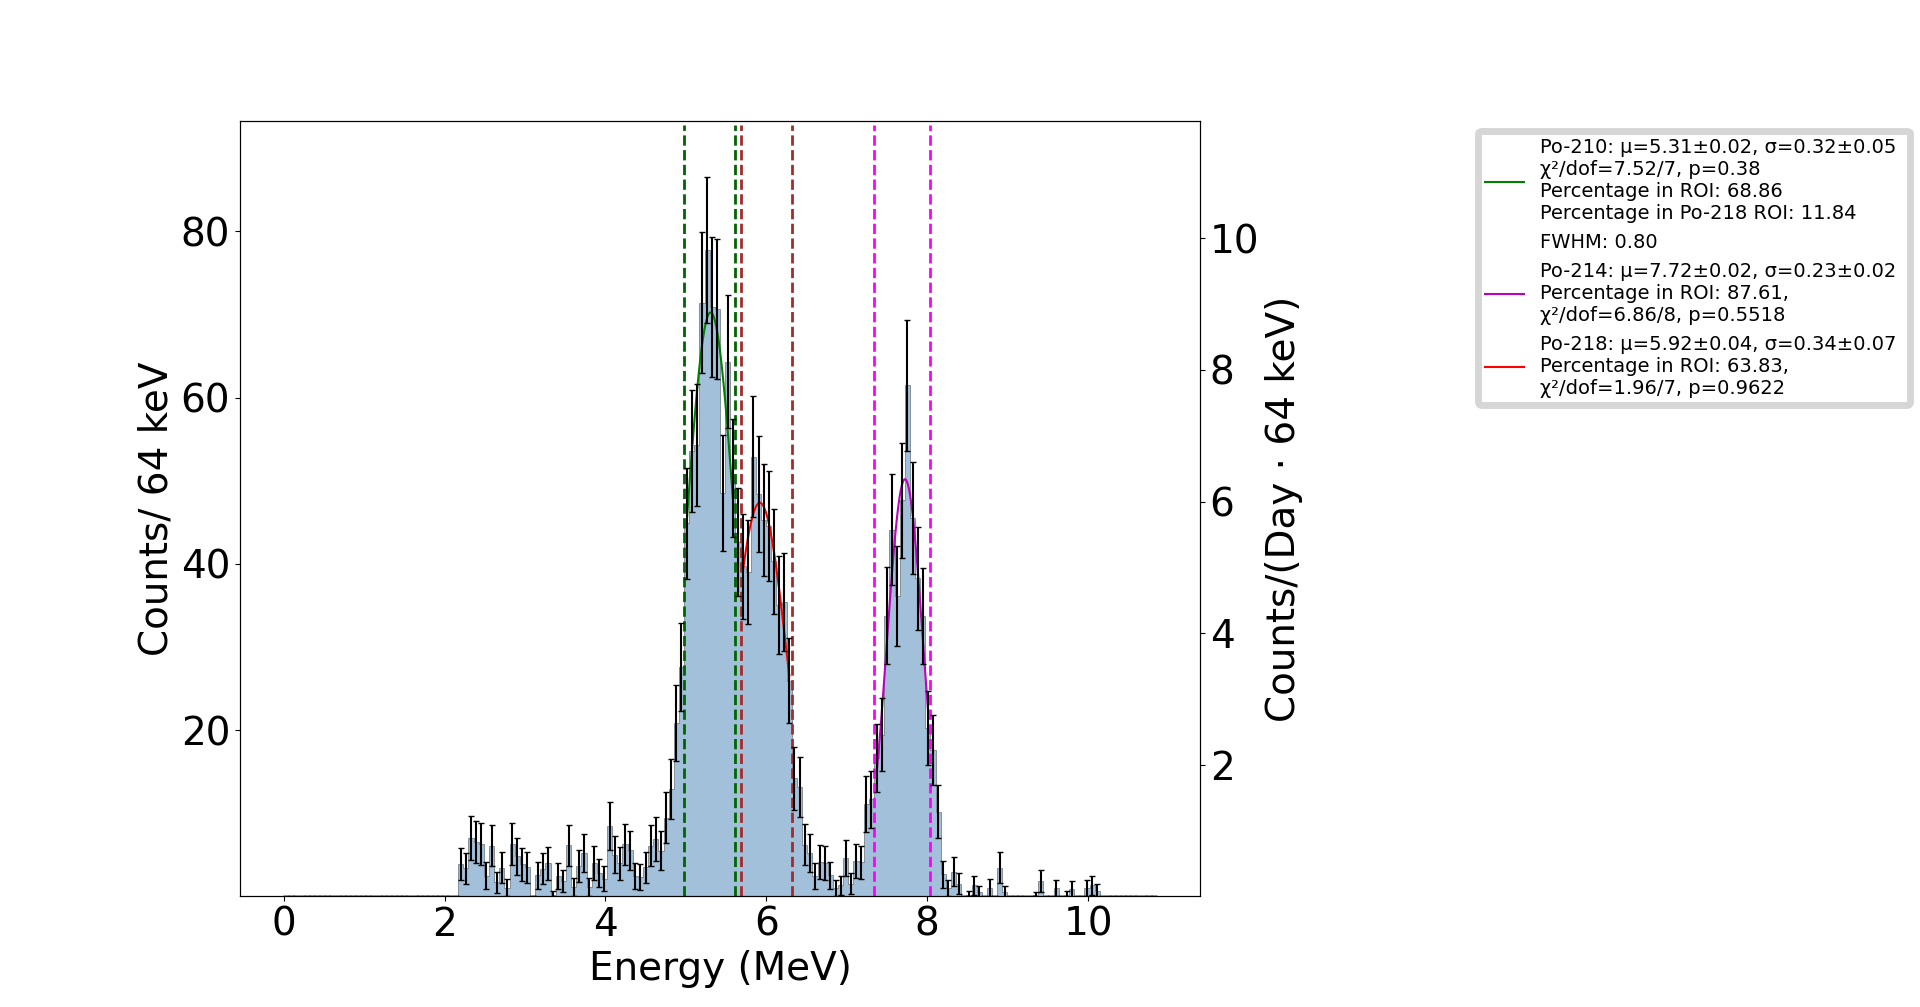 Po-210: μ=5.31±0.02, σ=0.32±0.05
χ²/dof=7.52/7, p=0.38
Percentage in ROI: 68.86
Percentage in Po-218 ROI: 11.84
FWHM: 0.80
Po-214: μ=7.72±0.02, σ=0.23±0.02
Percentage in ROI: 87.61,
χ²/dof=6.86/8, p=0.5518
Po-218: μ=5.92±0.04, σ=0.34±0.07
Percentage in ROI: 63.83,
χ²/dof=1.96/7, p=0.9622
Counts/ 64 keV
80
60
40
20
10
8
6
4
2
Counts/(Day · 64 keV)
0 2 4 6 8 10
Energy (MeV)